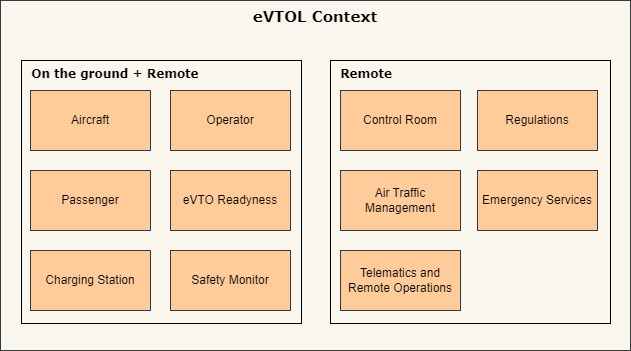 eVTOL Context
On the ground + Remote
Aircraft
Operator
Passenger
eVTO Readyness
Charging Station
Safety Monitor
Remote
Control Room
Regulations
Air Traffic
Management
Emergency Services
Telematics and
Remote Operations